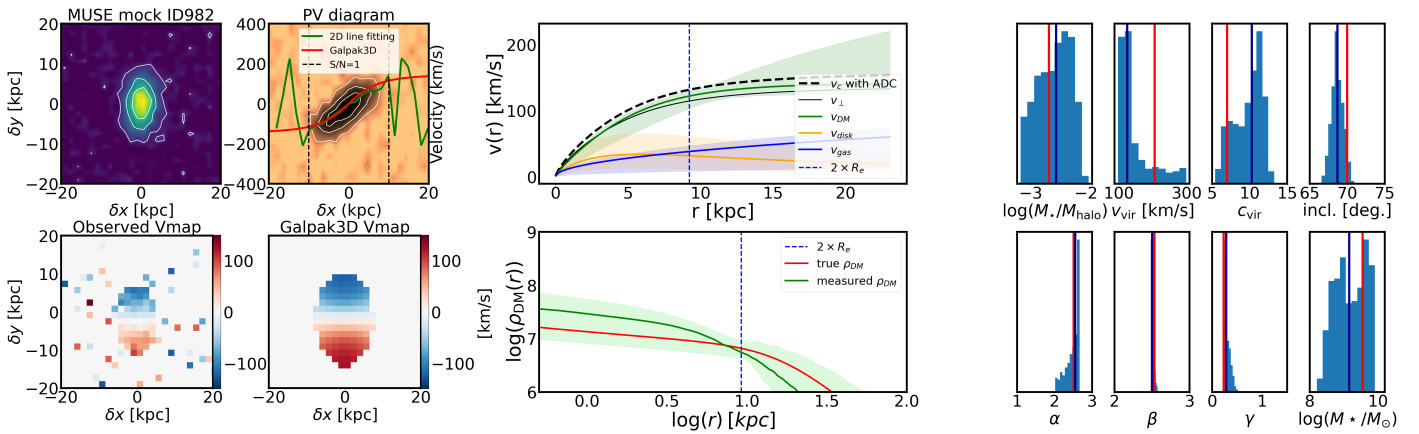 MUSE mock ID982
20
10
0
−10
−20
−20
0
20
δx [kpc]
δy [kpc]
PV diagram
400
200
0
−200
−400
−20
0
20
δx (kpc)
Velocity (km/s)
2D line fitting
Galpak3D
S/N=1
200
100
0
0
5
10
15
20
r [kpc]
v(r) [km/s]
v_c with ADC
v_⊥
v_DM
v_disk
v_gas
2 × R_e
−3
−2
log(M_⋆/M_halo)
100
300
v_vir [km/s]
5
10
15
c_vir
65
70
75
incl. [deg.]
Observed Vmap
20
10
0
−10
−20
−20
0
20
δx [kpc]
δy [kpc]
100
0
−100
Galpak3D Vmap
−20
0
20
δx [kpc]
100
0
−100
[km/s]
9
8
7
6
0.0
0.5
1.0
1.5
2.0
log(r) [kpc]
log(ρ_DM(r))
2 × R_e
true ρ_DM
measured ρ_DM
1
2
3
α
2
3
β
0
1
γ
8
10
log(M⋆/M_⊙)